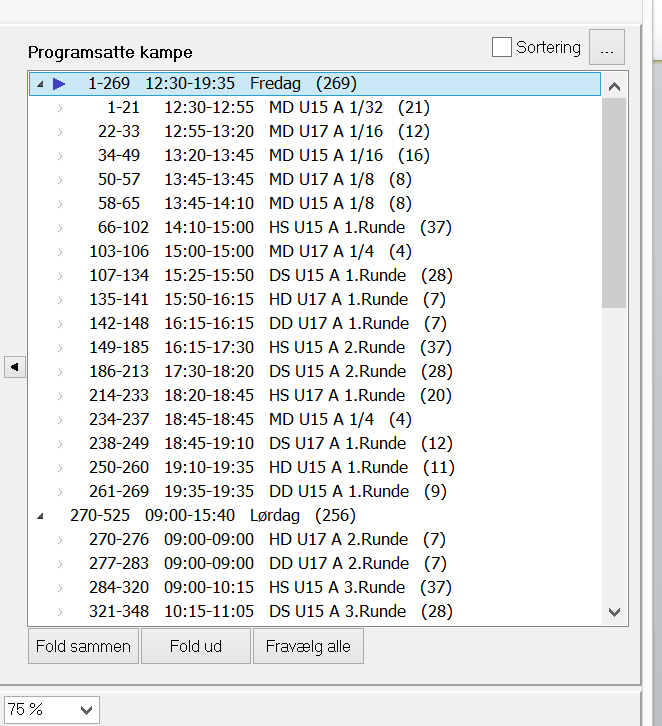 Programsatte kampe
Sortering ...
1-269 12:30-19:35 Fredag (269)
1-21 12:30-12:55 MD U15 A 1/32 (21)
22-33 12:55-13:20 MD U17 A 1/16 (12)
34-49 13:20-13:45 MD U15 A 1/16 (16)
50-57 13:45-13:45 MD U17 A 1/8 (8)
58-65 13:45-14:10 MD U15 A 1/8 (8)
66-102 14:10-15:00 HS U15 A 1.Runde (37)
103-106 15:00-15:00 MD U17 A 1/4 (4)
107-134 15:25-15:50 DS U15 A 1.Runde (28)
135-141 15:50-16:15 HD U17 A 1.Runde (7)
142-148 16:15-16:15 DD U17 A 1.Runde (7)
149-185 16:15-17:30 HS U15 A 2.Runde (37)
186-213 17:30-18:20 DS U15 A 2.Runde (28)
214-233 18:20-18:45 HS U17 A 1.Runde (20)
234-237 18:45-18:45 MD U15 A 1/4 (4)
238-249 18:45-19:10 DS U17 A 1.Runde (12)
250-260 19:10-19:35 HD U15 A 1.Runde (11)
261-269 19:35-19:35 DD U15 A 1.Runde (9)
270-525 09:00-15:40 Lørdag (256)
270-276 09:00-09:00 HD U17 A 2.Runde (7)
277-283 09:00-09:00 DD U17 A 2.Runde (7)
284-320 09:00-10:15 HS U15 A 3.Runde (37)
321-348 10:15-11:05 DS U15 A 3.Runde (28)
Fold sammen Fold ud Fravælg alle
75 %